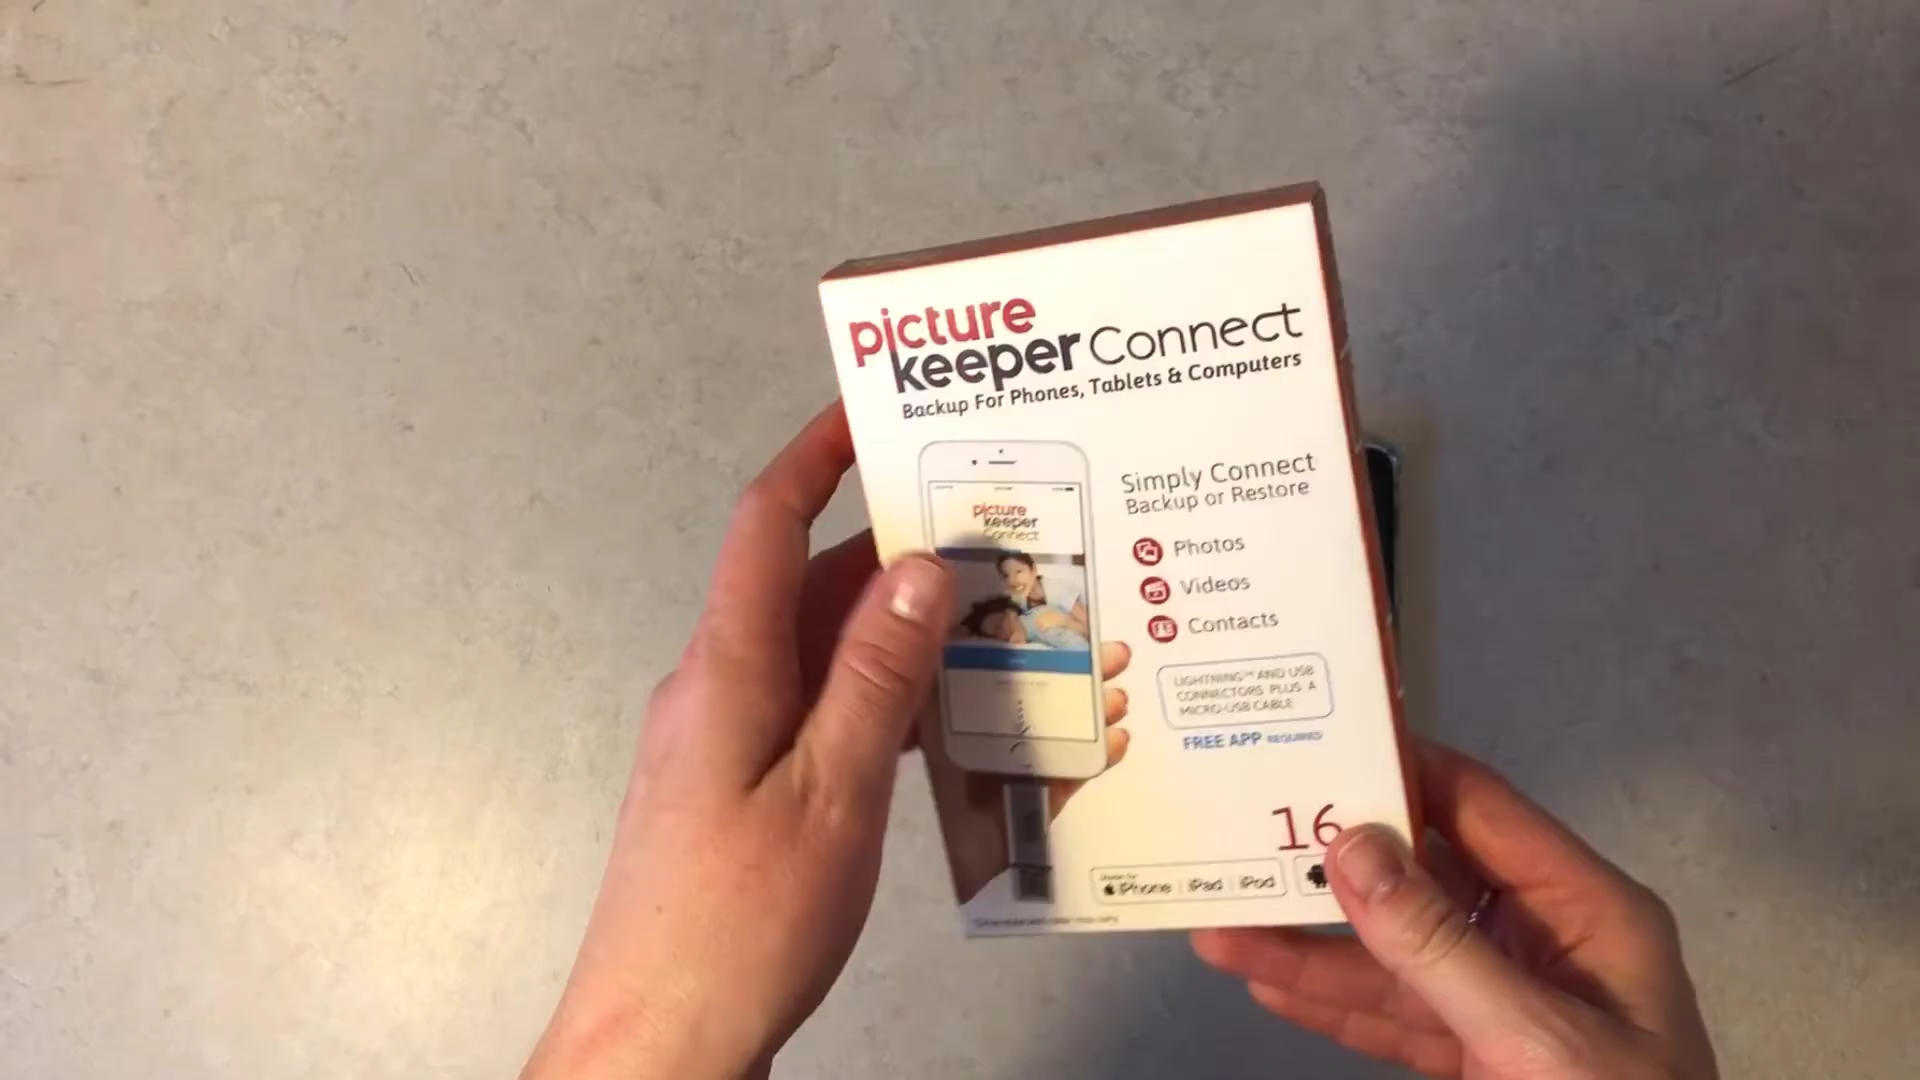 picture
keeper Connect
Backup For Phones, Tablets & Computers
picture
keeper
Connect
Simply Connect
Backup or Restore
Photos
Videos
Contacts
LIGHTNING™ AND USB
CONNECTORS PLUS A
MICRO-USB CABLE
FREE APP REQUIRED
16
iPhone iPad iPod